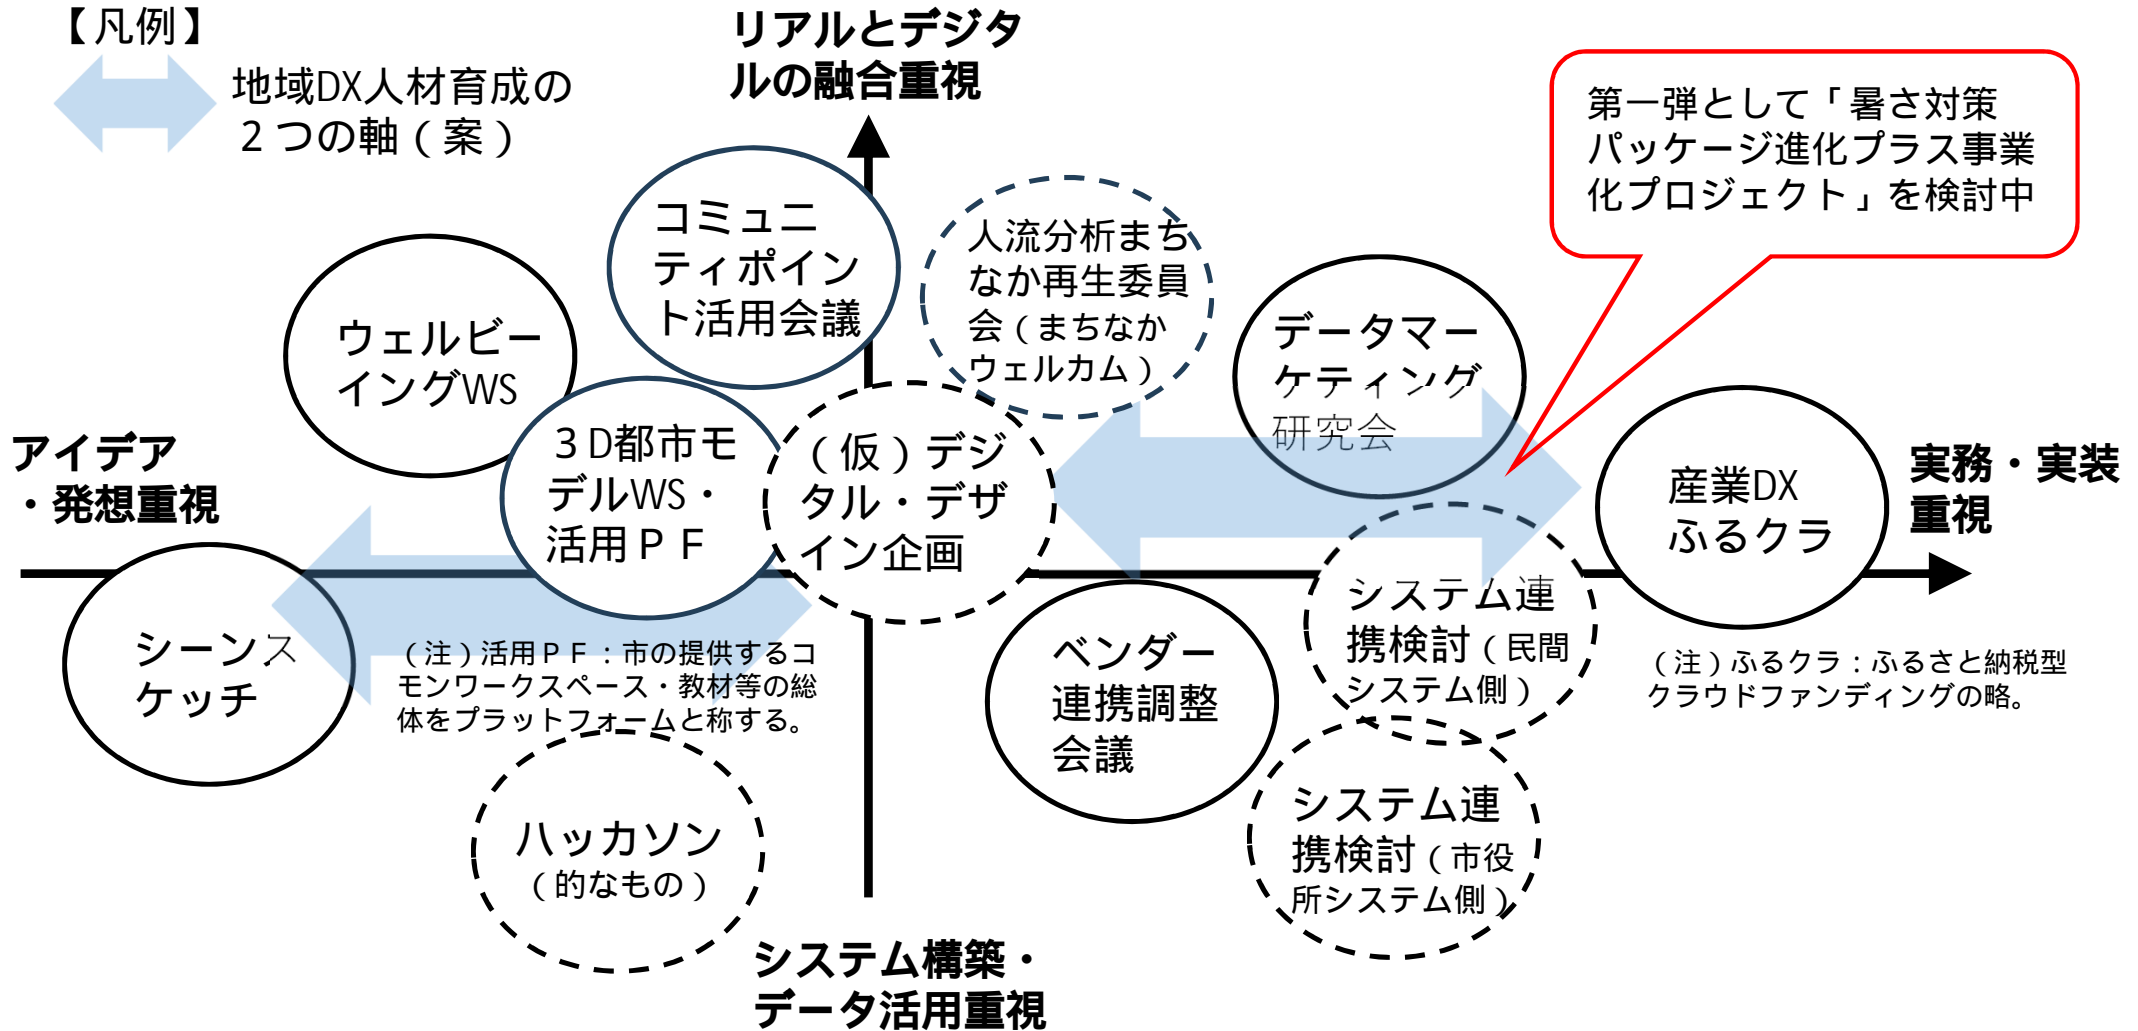 【凡例】
地域DX人材育成の
２つの軸（案）
リアルとデジタ
ルの融合重視
第一弾として「暑さ対策
パッケージ進化プラス事業
化プロジェクト」を検討中
コミュニ
ティポイン
ト活用会議
人流分析まち
なか再生委員
会（まちなか
ウェルカム）
ウェルビー
イングWS
データマー
ケティング
研究会
アイデア
・発想重視
３D都市モ
デルWS・
活用ＰＦ
（仮）デジ
タル・デザ
イン企画
産業DX
ふるクラ
実務・実装
重視
シーンス
ケッチ
（注）活用ＰＦ：市の提供するコ
モンワークスペース・教材等の総
体をプラットフォームと称する。
ベンダー
連携調整
会議
システム連
携検討（民間
システム側）
（注）ふるクラ：ふるさと納税型
クラウドファンディングの略。
ハッカソン
（的なもの）
システム連
携検討（市役
所システム側）
システム構築・
データ活用重視